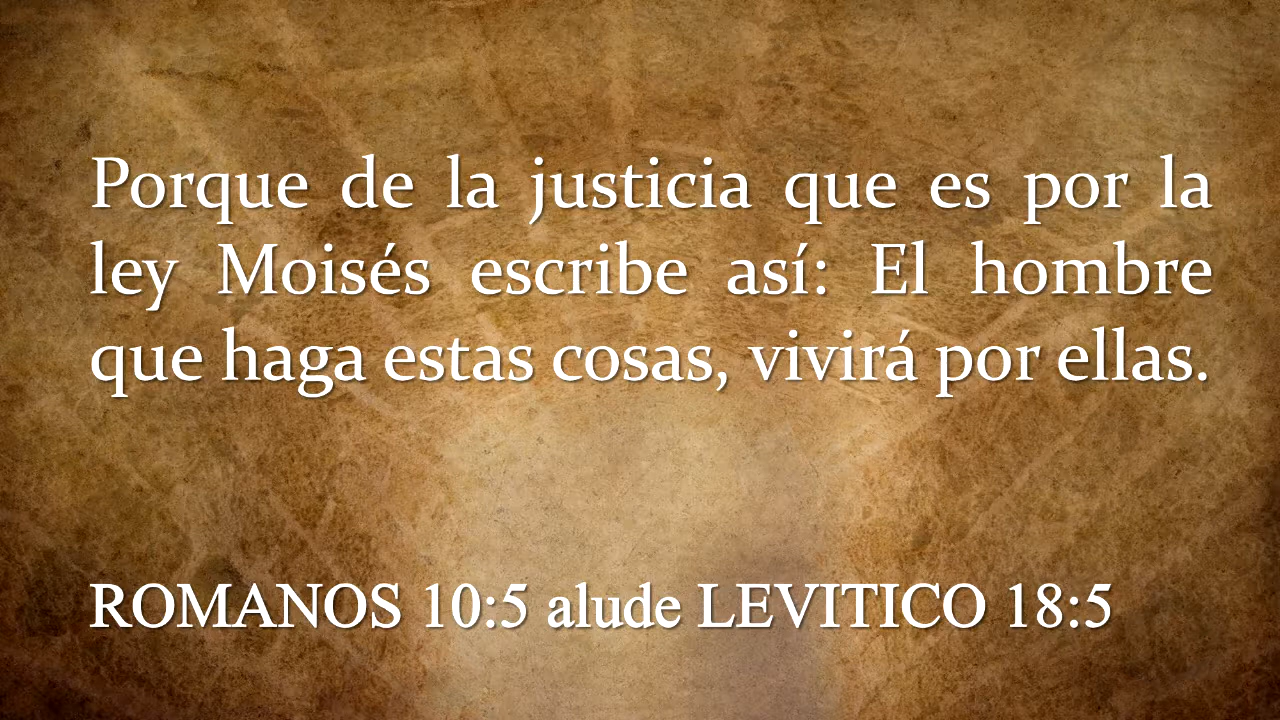 Porque de la justicia que es por la
ley Moisés escribe así: El hombre
que haga estas cosas, vivirá por ellas.
ROMANOS 10:5 alude LEVITICO 18:5